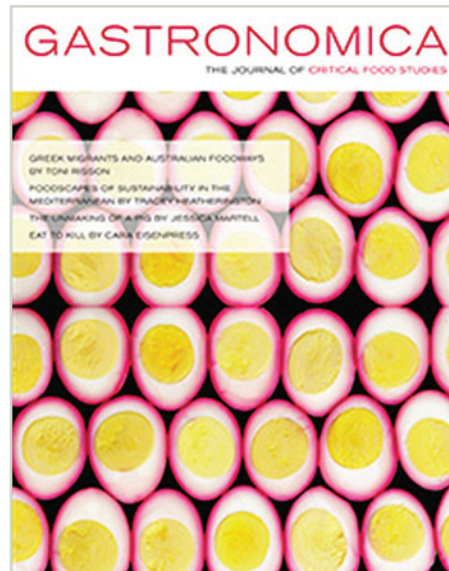 GASTRONOMICA
THE JOURNAL OF CRITICAL FOOD STUDIES
GREEK MIGRANTS AND AUSTRALIAN FOODWAYS
BY TONI RISSON
FOODSCAPES OF SUSTAINABILITY IN THE
MEDITERRANEAN BY TRACEY HEATHERINGTON
THE UNMAKING OF A PIG BY JESSICA MARTELL
EAT TO KILL BY CARA EISENPRESS